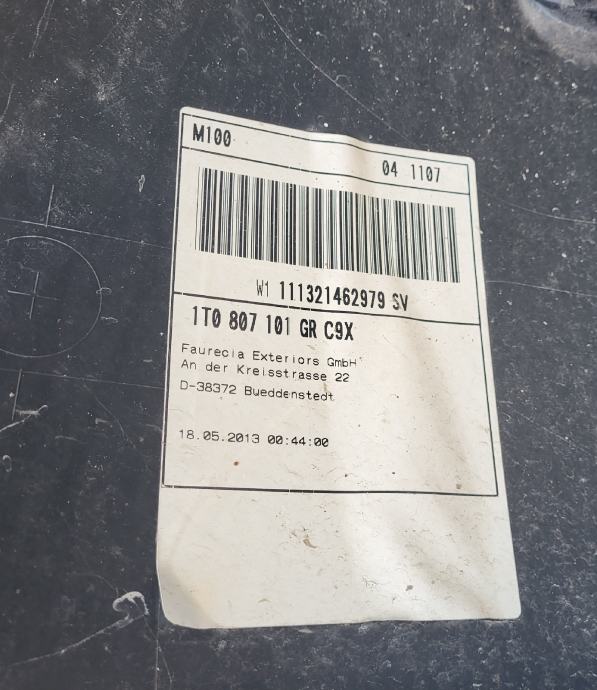 M100
04 1107
W1 111321462979 SV
1T0 807 101 GR C9X
Faurecia Exteriors GmbH
An der Kreisstrasse 22
D-38372 Bueddenstedt
18.05.2013 00:44:00